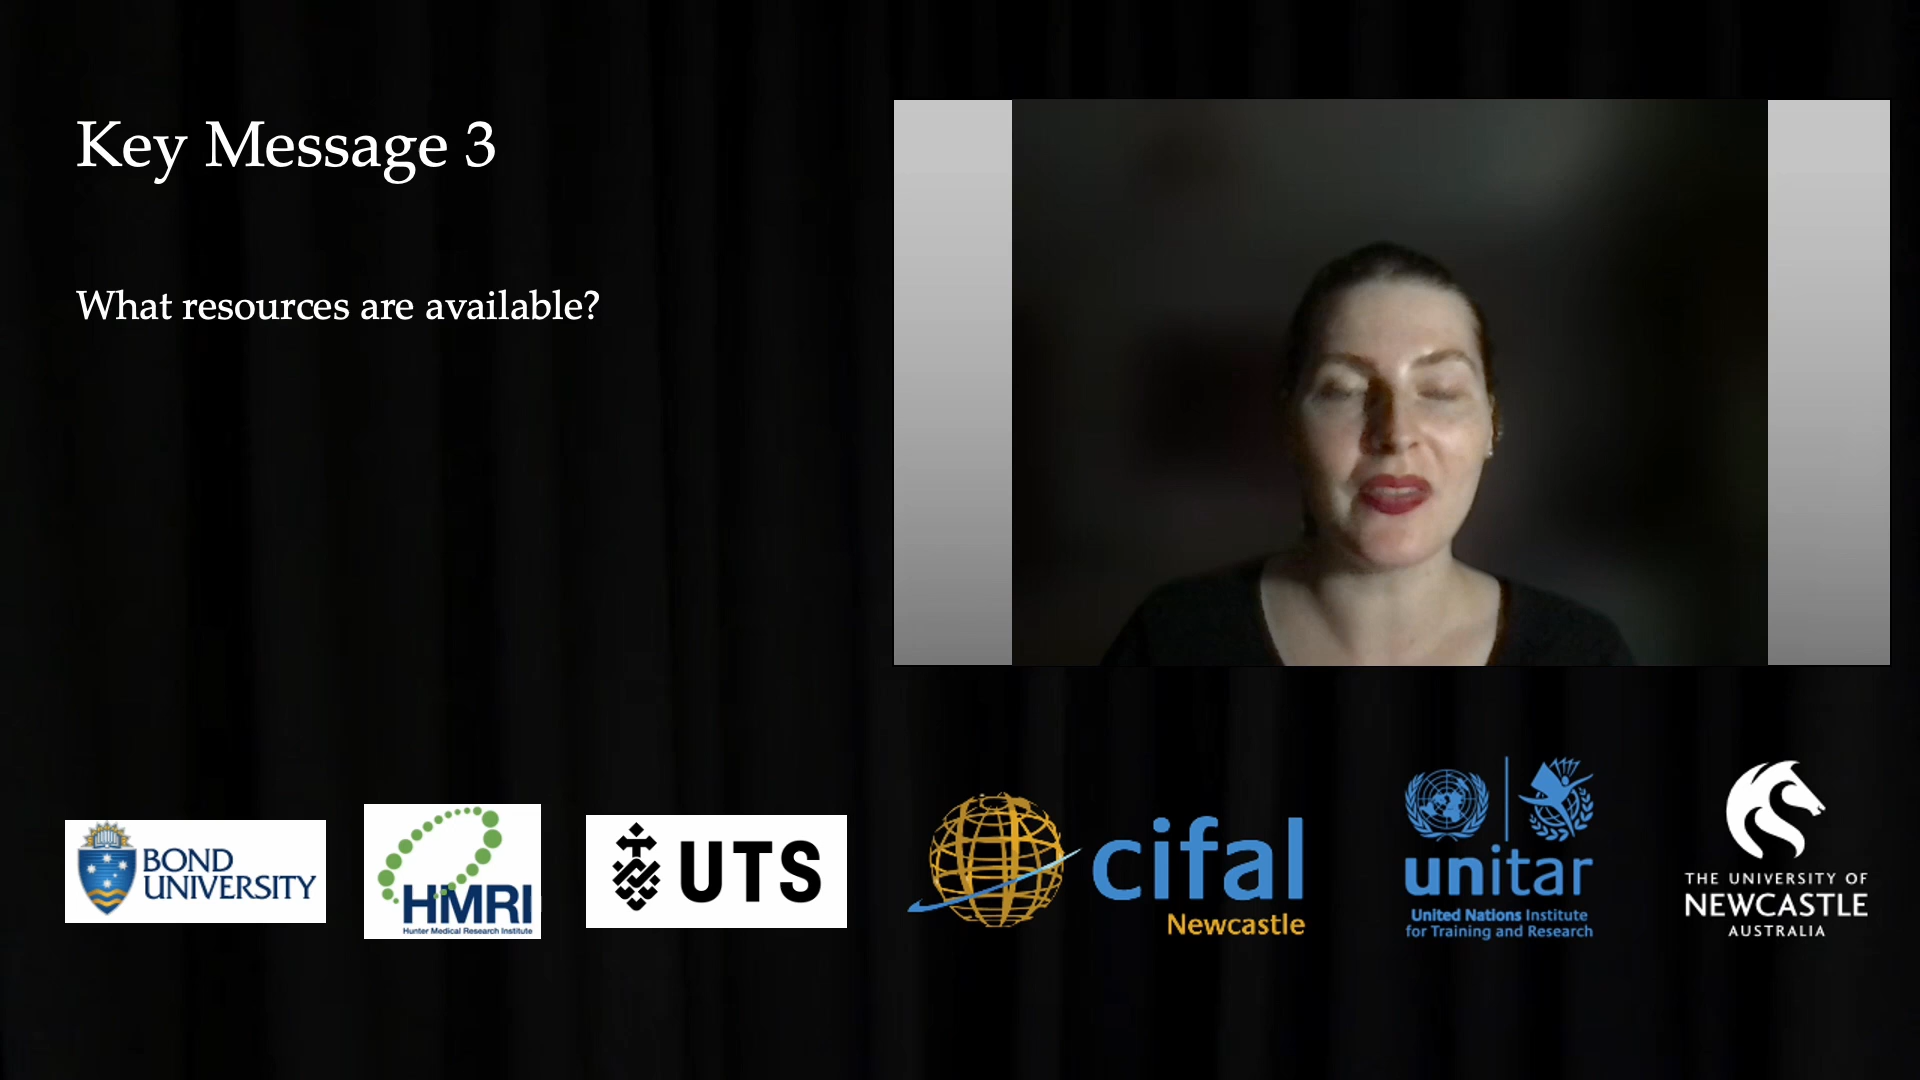 Key Message 3
What resources are available?
BOND
UNIVERSITY
HMRI
Hunter Medical Research Institute
UTS
cifal
Newcastle
unitar
United Nations Institute
for Training and Research
THE UNIVERSITY OF
NEWCASTLE
AUSTRALIA